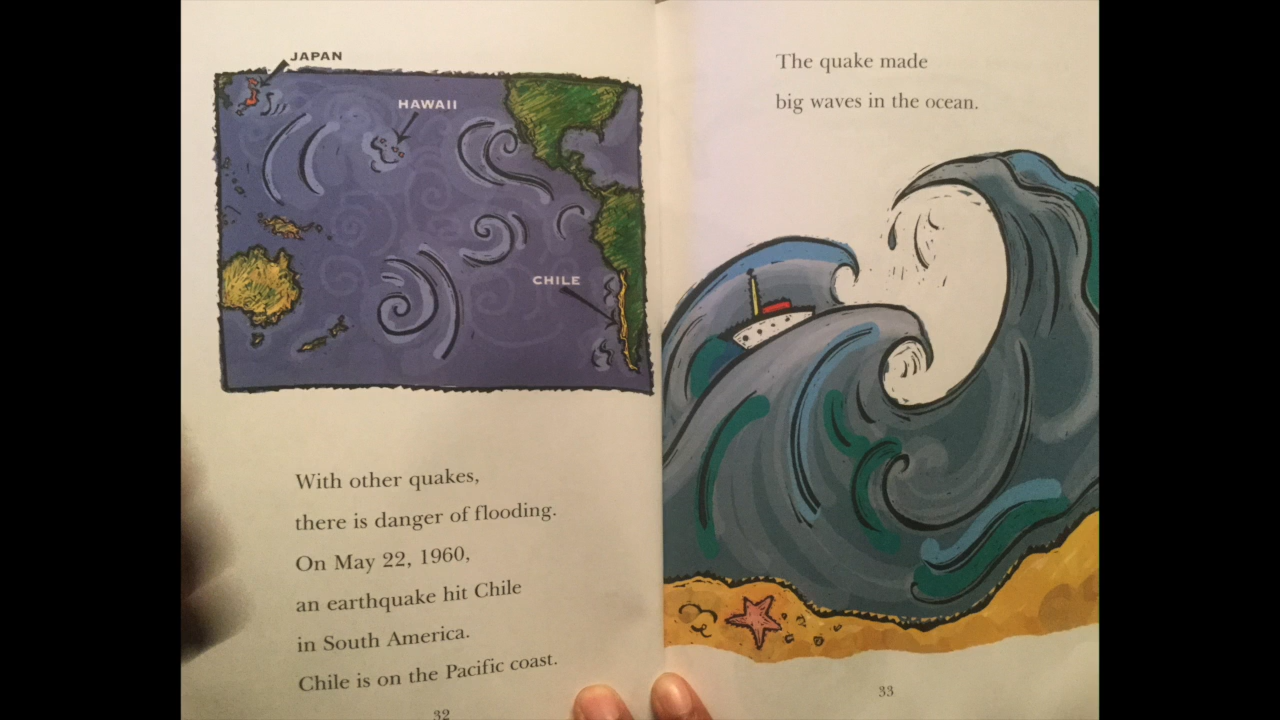 JAPAN
HAWAII
CHILE
With other quakes,
there is danger of flooding.
On May 22, 1960,
an earthquake hit Chile
in South America.
Chile is on the Pacific coast.
32
The quake made
big waves in the ocean.
33